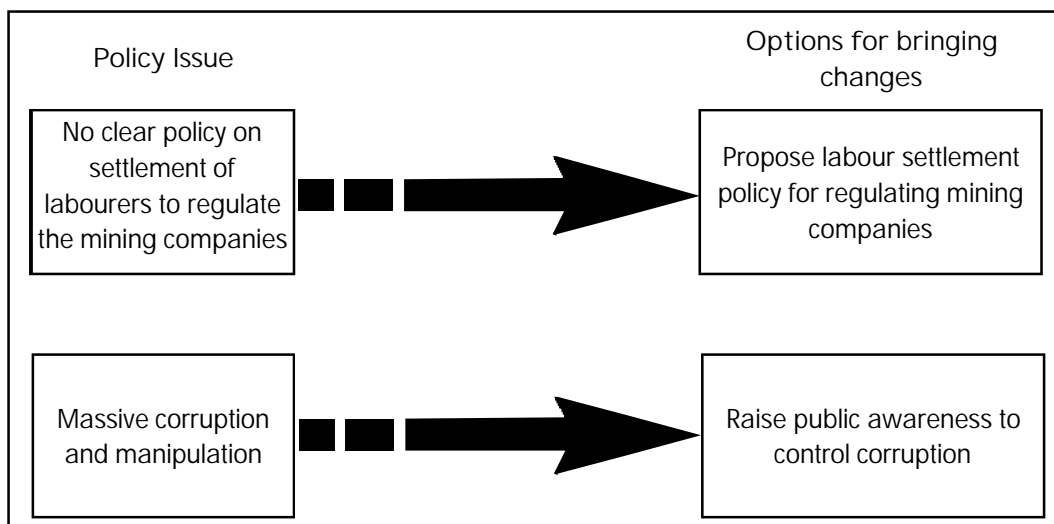 Policy Issue
Options for bringing
changes
No clear policy on
settlement of
labourers to regulate
the mining companies
Propose labour settlement
policy for regulating mining
companies
Massive corruption
and manipulation
Raise public awareness to
control corruption